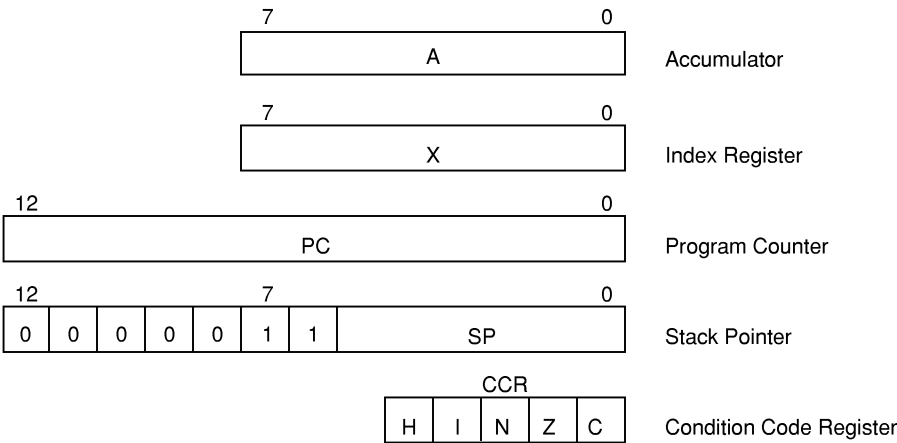 7 0
A Accumulator
7 0
X Index Register
12 0
PC Program Counter
12 7 0
0 0 0 0 0 1 1 SP Stack Pointer
CCR
H I N Z C Condition Code Register